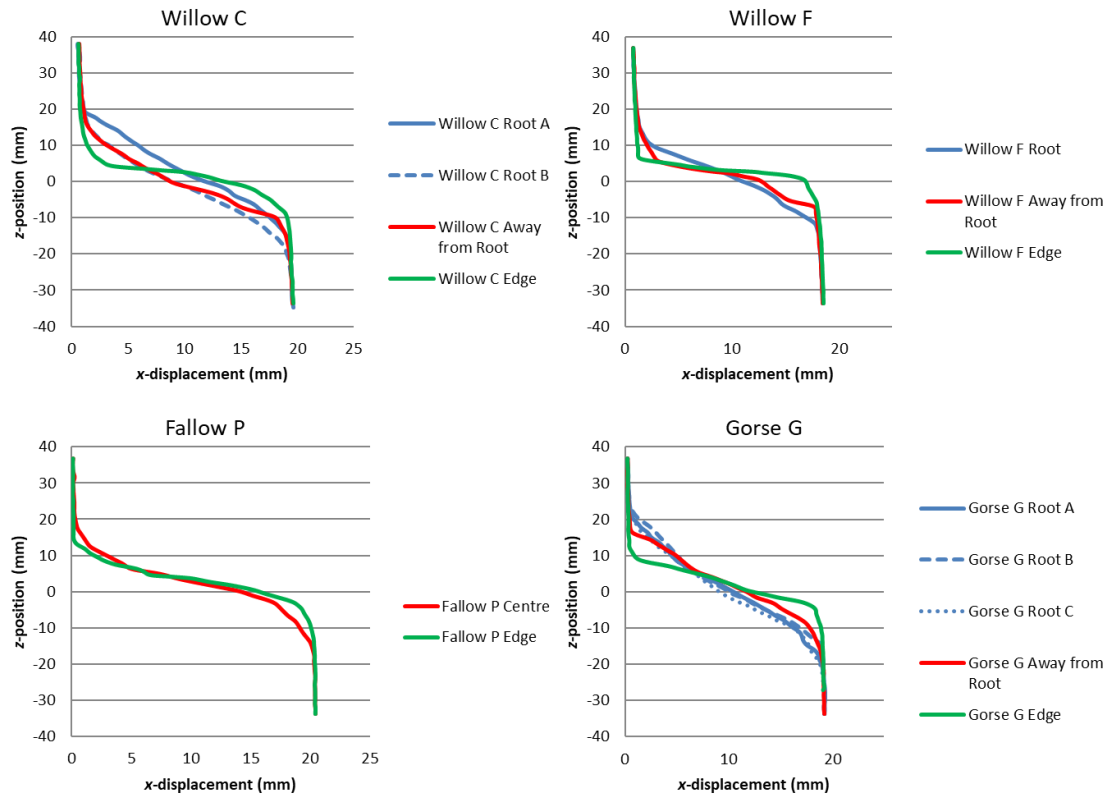 Willow C
40
30
20
10
0
-10
-20
-30
-40
z-position (mm)
0 5 10 15 20 25
x-displacement (mm)
Willow C Root A
Willow C Root B
Willow C Away
from Root
Willow C Edge
Willow F
40
30
20
10
0
-10
-20
-30
-40
z-position (mm)
0 10 20
x-displacement (mm)
Willow F Root
Willow F Away from
Root
Willow F Edge
Fallow P
40
30
20
10
0
-10
-20
-30
-40
z-position (mm)
0 5 10 15 20 25
x-displacement (mm)
Fallow P Centre
Fallow P Edge
Gorse G
40
30
20
10
0
-10
-20
-30
-40
z-position (mm)
0 10 20
x-displacement (mm)
Gorse G Root A
Gorse G Root B
Gorse G Root C
Gorse G Away from
Root
Gorse G Edge